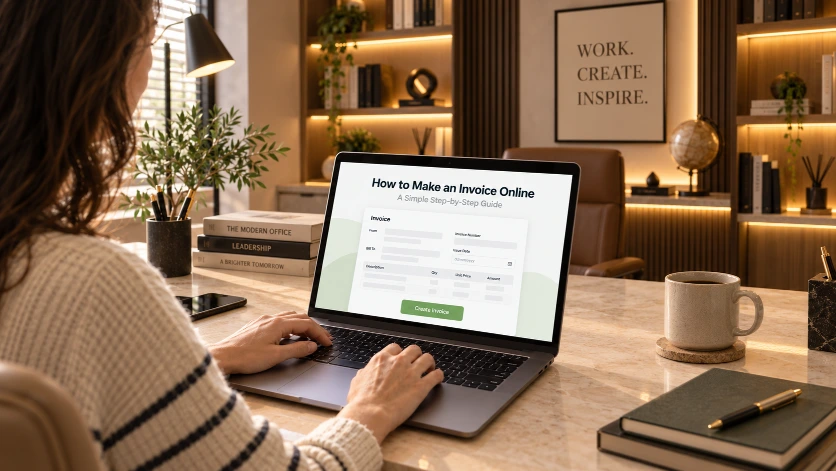 WORK.
CREATE.
INSPIRE.
How to Make an Invoice Online
A Simple Step-by-Step Guide
Invoice
From
Invoice Number
Bill To
Issue Date
Description Qty Unit Price Amount
Create Invoice
THE MODERN OFFICE
LEADERSHIP
A BRIGHTER TOMORROW